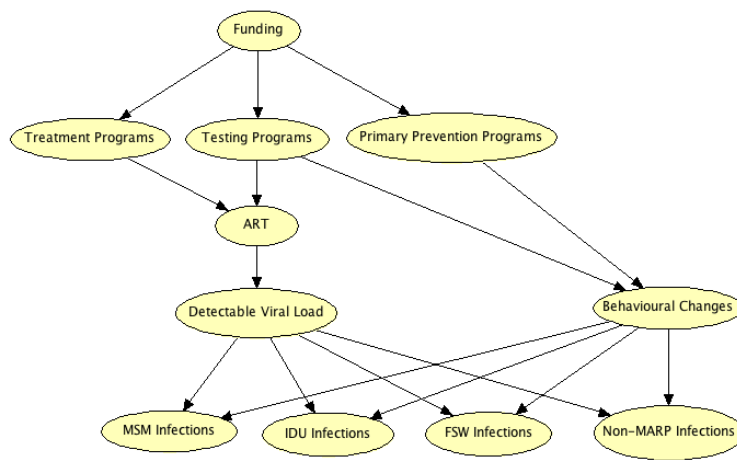 Funding
Treatment Programs
Testing Programs
Primary Prevention Programs
ART
Detectable Viral Load
Behavioural Changes
MSM Infections
IDU Infections
FSW Infections
Non-MARP Infections